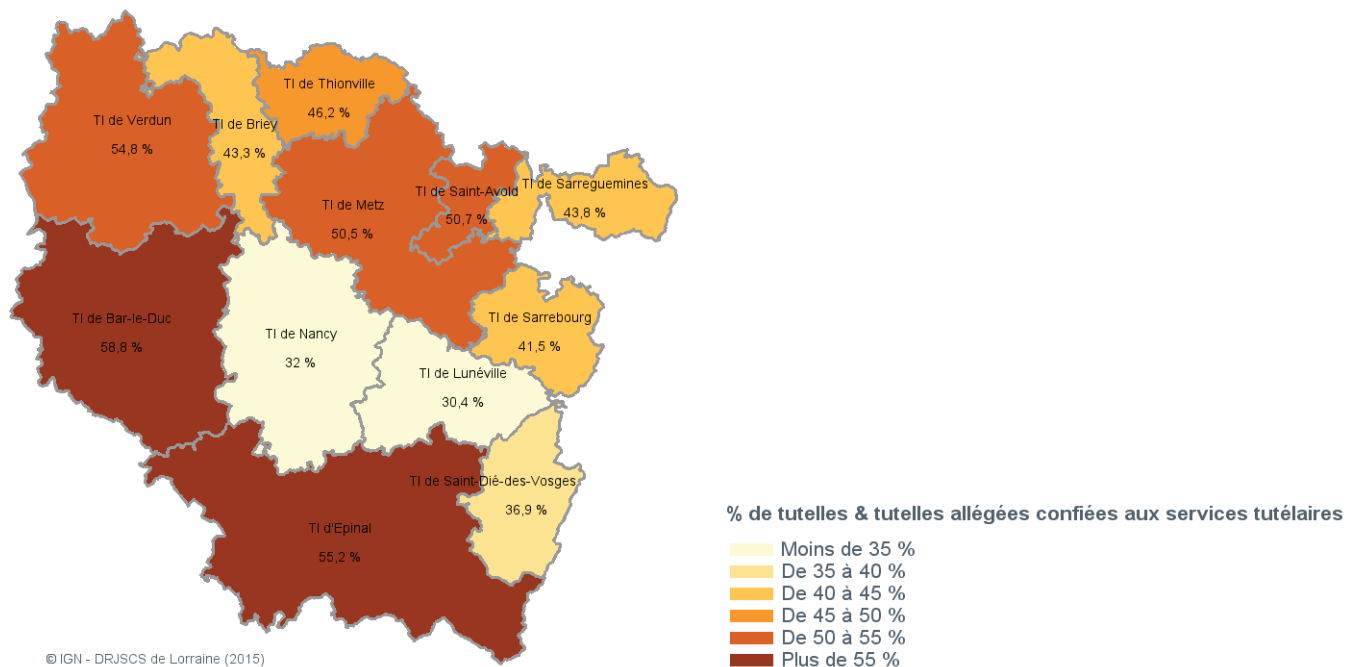 TI de Thionville
46,2 %
TI de Verdun
54,8 %
TI de Briey
43,3 %
TI de Saint-Avold
50,7 %
TI de Sarreguemines
43,8 %
TI de Metz
50,5 %
TI de Bar-le-Duc
58,8 %
TI de Nancy
32 %
TI de Sarrebourg
41,5 %
TI de Lunéville
30,4 %
TI de Saint-Dié-des-Vosges
36,9 %
TI d'Epinal
55,2 %
% de tutelles & tutelles allégées confiées aux services tutélaires
Moins de 35 %
De 35 à 40 %
De 40 à 45 %
De 45 à 50 %
De 50 à 55 %
Plus de 55 %
© IGN - DRJSCS de Lorraine (2015)